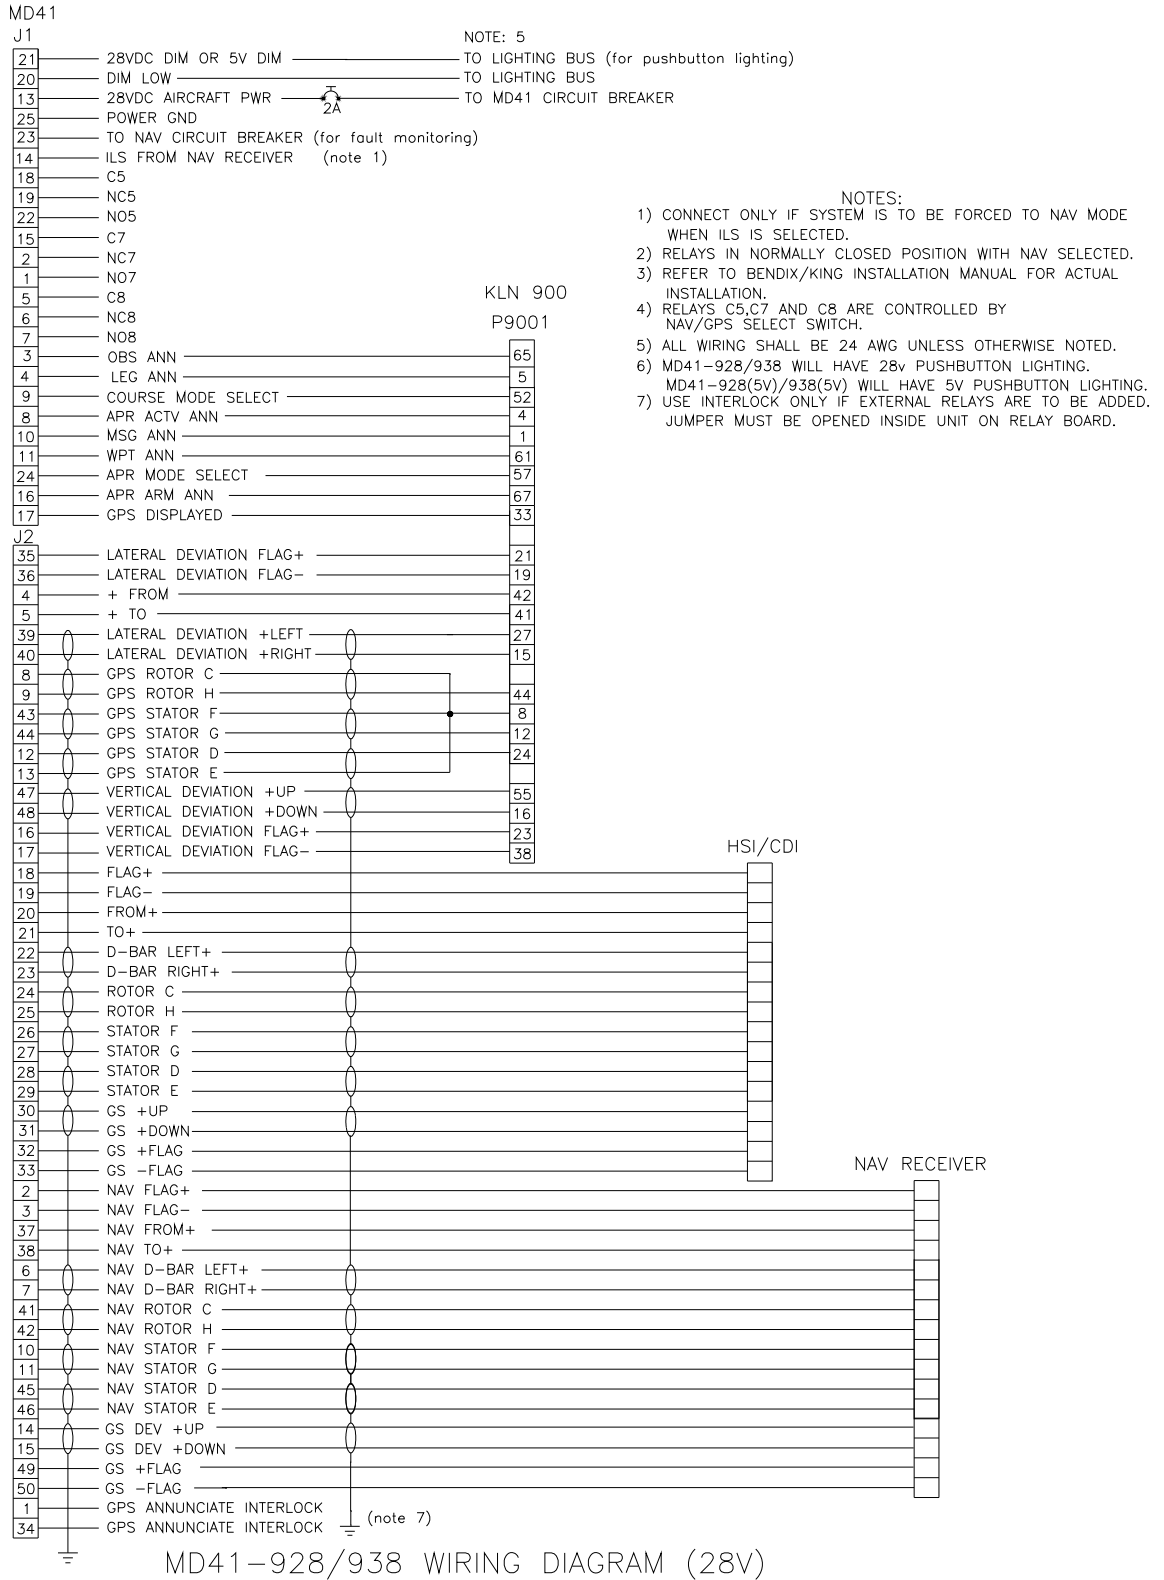 MD41
J1
NOTE: 5
21 28VDC DIM OR 5V DIM TO LIGHTING BUS (for pushbutton lighting)
20 DIM LOW TO LIGHTING BUS
13 28VDC AIRCRAFT PWR 2A TO MD41 CIRCUIT BREAKER
25 POWER GND
23 TO NAV CIRCUIT BREAKER (for fault monitoring)
14 ILS FROM NAV RECEIVER (note 1)
18 C5
19 NC5
22 NO5
15 C7
2 NC7
1 NO7
5 C8
6 NC8
7 NO8
NOTES:
1) CONNECT ONLY IF SYSTEM IS TO BE FORCED TO NAV MODE
WHEN ILS IS SELECTED.
2) RELAYS IN NORMALLY CLOSED POSITION WITH NAV SELECTED.
3) REFER TO BENDIX/KING INSTALLATION MANUAL FOR ACTUAL
INSTALLATION.
4) RELAYS C5,C7 AND C8 ARE CONTROLLED BY
NAV/GPS SELECT SWITCH.
5) ALL WIRING SHALL BE 24 AWG UNLESS OTHERWISE NOTED.
6) MD41-928/938 WILL HAVE 28v PUSHBUTTON LIGHTING.
MD41-928(5V)/938(5V) WILL HAVE 5V PUSHBUTTON LIGHTING.
7) USE INTERLOCK ONLY IF EXTERNAL RELAYS ARE TO BE ADDED.
JUMPER MUST BE OPENED INSIDE UNIT ON RELAY BOARD.
KLN 900
P9001
3 OBS ANN 65
4 LEG ANN 5
9 COURSE MODE SELECT 52
8 APR ACTV ANN 4
10 MSG ANN 1
11 WPT ANN 61
24 APR MODE SELECT 57
16 APR ARM ANN 67
17 GPS DISPLAYED 33
J2
35 LATERAL DEVIATION FLAG+ 21
36 LATERAL DEVIATION FLAG- 19
4 + FROM 42
5 + TO 41
39 LATERAL DEVIATION +LEFT 27
40 LATERAL DEVIATION +RIGHT 15
8 GPS ROTOR C
9 GPS ROTOR H 44
43 GPS STATOR F 8
44 GPS STATOR G 12
12 GPS STATOR D 24
13 GPS STATOR E
47 VERTICAL DEVIATION +UP 55
48 VERTICAL DEVIATION +DOWN 16
16 VERTICAL DEVIATION FLAG+ 23
17 VERTICAL DEVIATION FLAG- 38
HSI/CDI
18 FLAG+
19 FLAG-
20 FROM+
21 TO+
22 D-BAR LEFT+
23 D-BAR RIGHT+
24 ROTOR C
25 ROTOR H
26 STATOR F
27 STATOR G
28 STATOR D
29 STATOR E
30 GS +UP
31 GS +DOWN
32 GS +FLAG
33 GS -FLAG
NAV RECEIVER
2 NAV FLAG+
3 NAV FLAG-
37 NAV FROM+
38 NAV TO+
6 NAV D-BAR LEFT+
7 NAV D-BAR RIGHT+
41 NAV ROTOR C
42 NAV ROTOR H
10 NAV STATOR F
11 NAV STATOR G
45 NAV STATOR D
46 NAV STATOR E
14 GS DEV +UP
15 GS DEV +DOWN
49 GS +FLAG
50 GS -FLAG
1 GPS ANNUNCIATE INTERLOCK
34 GPS ANNUNCIATE INTERLOCK (note 7)
MD41-928/938 WIRING DIAGRAM (28V)